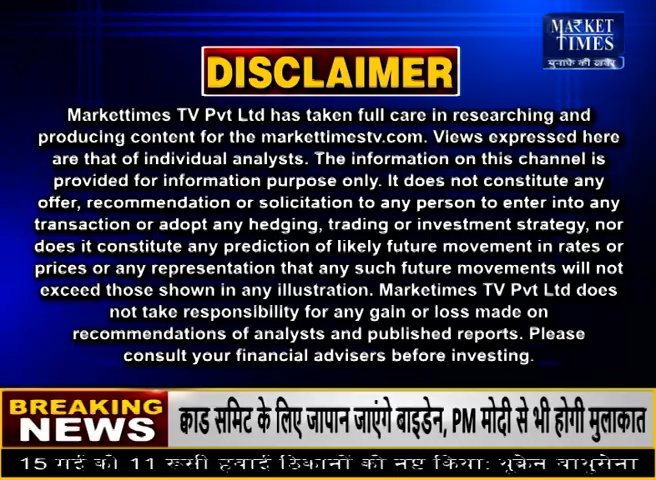 MARKET
TIMES
मुनाफे की खबर
DISCLAIMER
Markettimes TV Pvt Ltd has taken full care in researching and
producing content for the markettimestv.com. Views expressed here
are that of individual analysts. The information on this channel is
provided for information purpose only. It does not constitute any
offer, recommendation or solicitation to any person to enter into any
transaction or adopt any hedging, trading or investment strategy, nor
does it constitute any prediction of likely future movement in rates or
prices or any representation that any such future movements will not
exceed those shown in any illustration. Marketimes TV Pvt Ltd does
not take responsibility for any gain or loss made on
recommendations of analysts and published reports. Please
consult your financial advisers before investing.
BREAKING
NEWS
क्वाड समिट के लिए जापान जाएंगे बाइडेन, PM मोदी से भी होगी मुलाकात
15 मई को 11 रूसी हवाई ठिकानों को नष्ट किया: यूक्रेन वायुसेना